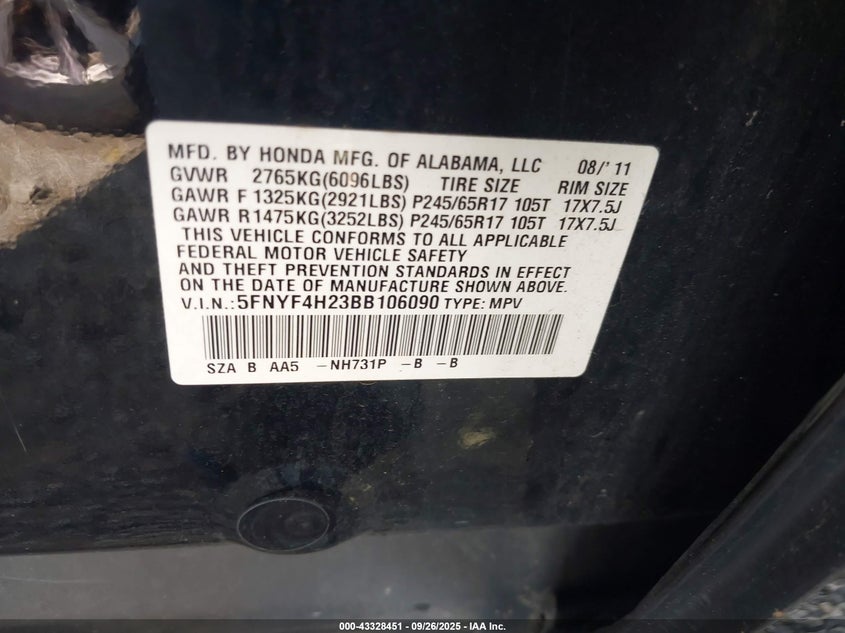 MFD. BY HONDA MFG. OF ALABAMA, LLC 08/'11
GVWR 2765KG(6096LBS) TIRE SIZE RIM SIZE
GAWR F 1325KG(2921LBS) P245/65R17 105T 17X7.5J
GAWR R 1475KG(3252LBS) P245/65R17 105T 17X7.5J
THIS VEHICLE CONFORMS TO ALL APPLICABLE
FEDERAL MOTOR VEHICLE SAFETY
AND THEFT PREVENTION STANDARDS IN EFFECT
ON THE DATE OF MANUFACTURE SHOWN ABOVE.
V.I.N.:5FNYF4H23BB106090 TYPE: MPV
SZA B AA5 -NH731P -B -B
000-43328451 - 09/26/2025 - IAA Inc.